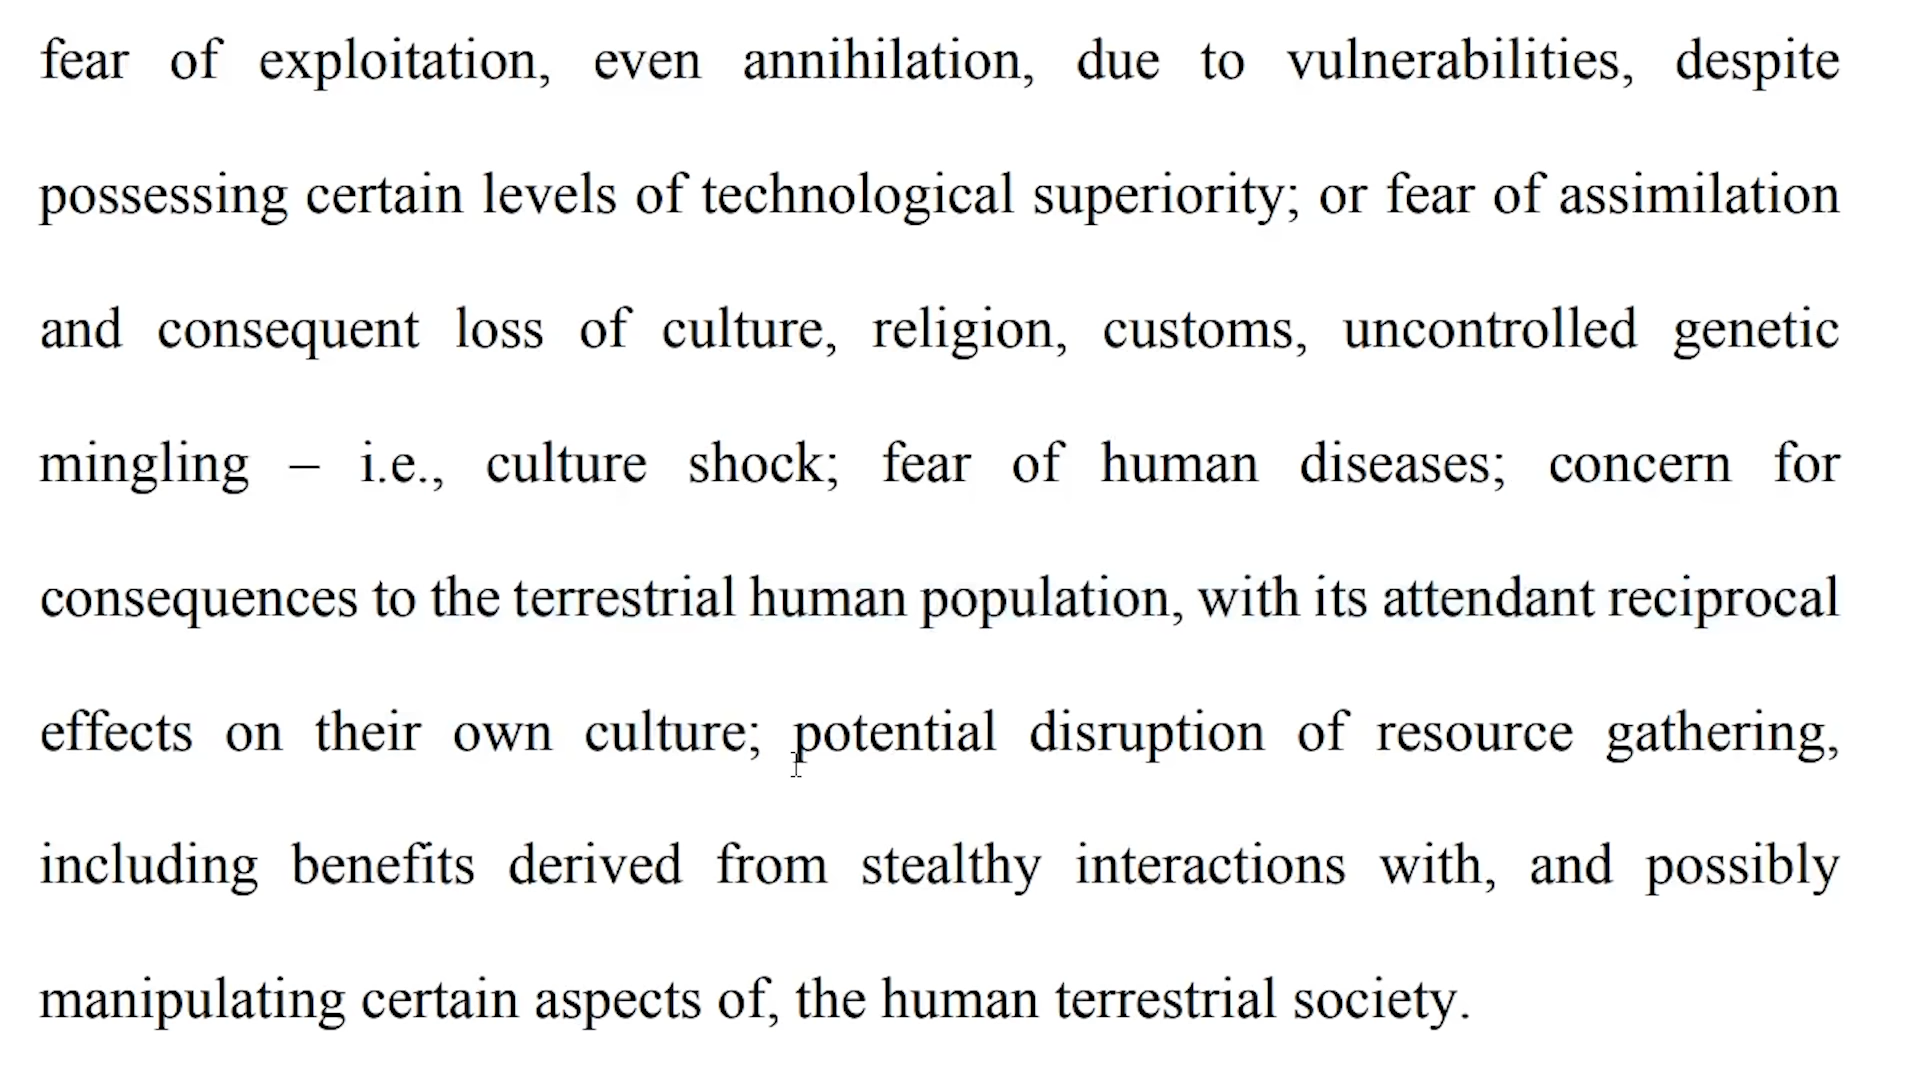 fear of exploitation, even annihilation, due to vulnerabilities, despite
possessing certain levels of technological superiority; or fear of assimilation
and consequent loss of culture, religion, customs, uncontrolled genetic
mingling – i.e., culture shock; fear of human diseases; concern for
consequences to the terrestrial human population, with its attendant reciprocal
effects on their own culture; potential disruption of resource gathering,
including benefits derived from stealthy interactions with, and possibly
manipulating certain aspects of, the human terrestrial society.